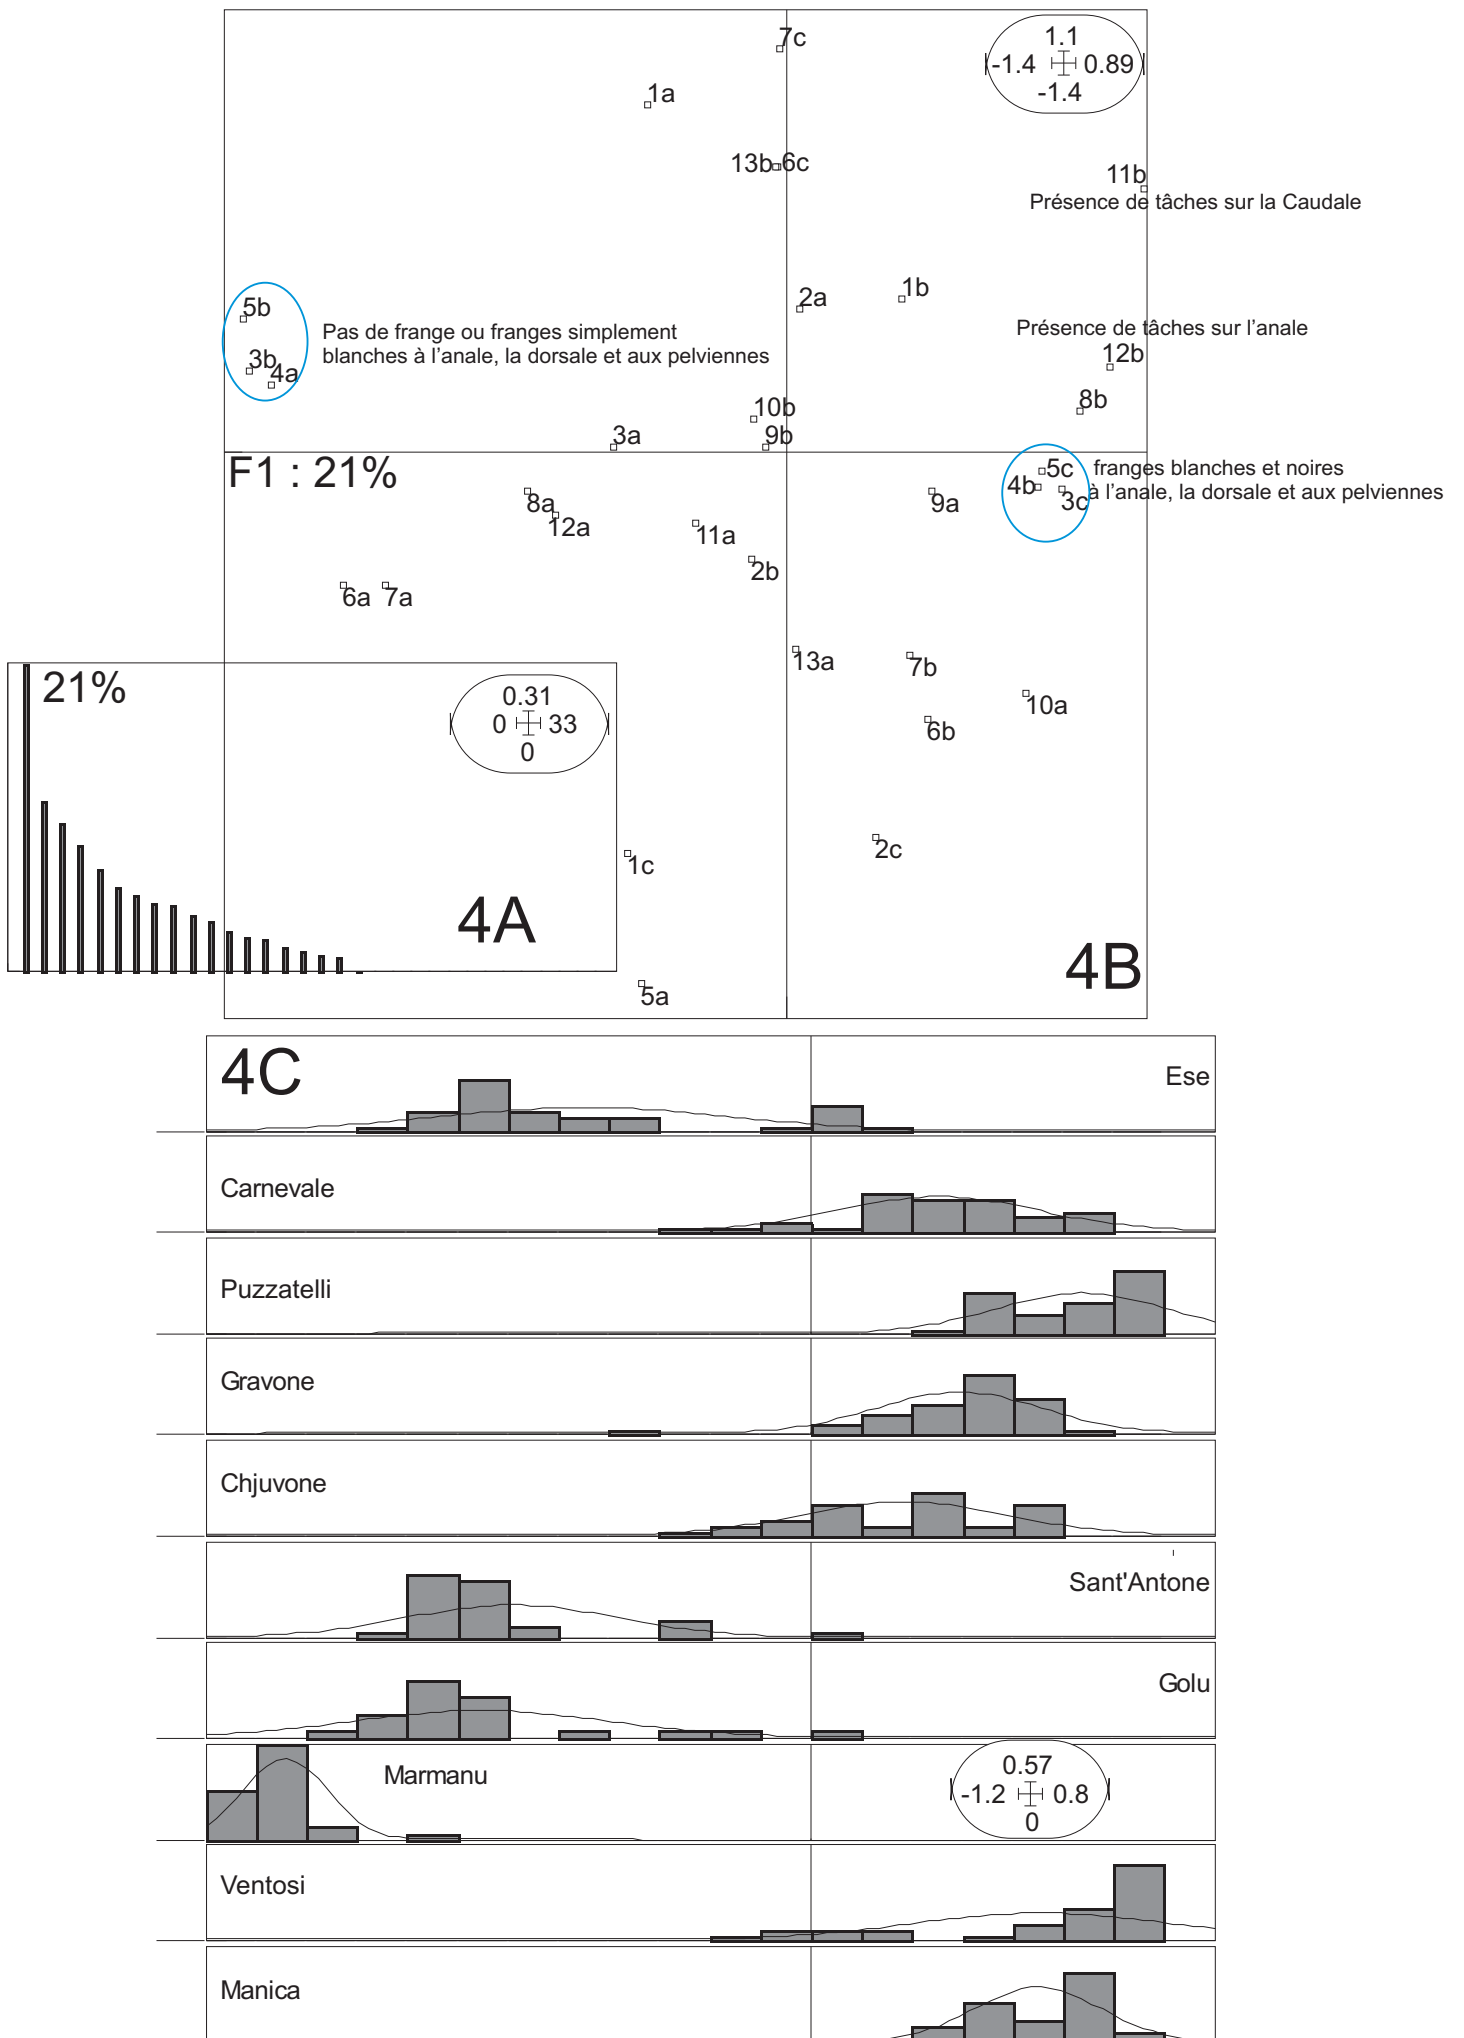 7c
1.1
-1.4 0.89
-1.4
1a
13b 6c
11b
Présence de tâches sur la Caudale
5b
2a
1b
Présence de tâches sur l'anale
Pas de frange ou franges simplement
blanches à l'anale, la dorsale et aux pelviennes
3b
4a
12b
8b
10b
3a
9b
F1 : 21%
5c
franges blanches et noires
4b
3c
à l'anale, la dorsale et aux pelviennes
8a
9a
12a
11a
2b
6a 7a
13a
7b
21%
0.31
0 33
0
10a
6b
2c
1c
4A
4B
5a
4C
Ese
Carnevale
Puzzatelli
Gravone
Chjuvone
Sant'Antone
Golu
Marmanu
0.57
-1.2 0.8
0
Ventosi
Manica